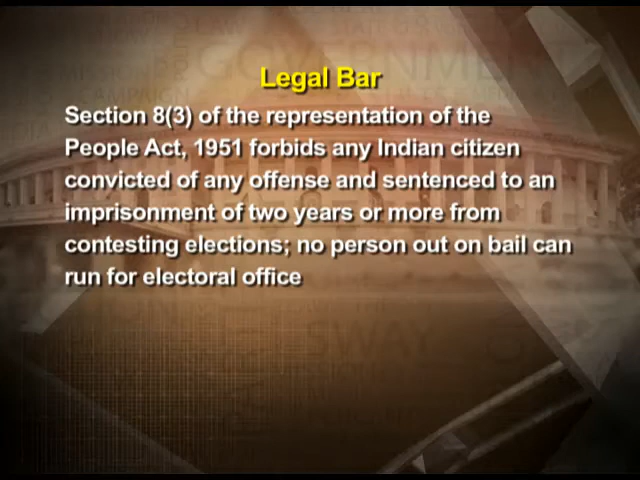 GOVERNMENT
Legal Bar
Section 8(3) of the representation of the
People Act, 1951 forbids any Indian citizen
convicted of any offense and sentenced to an
imprisonment of two years or more from
contesting elections; no person out on bail can
run for electoral office
SWAY